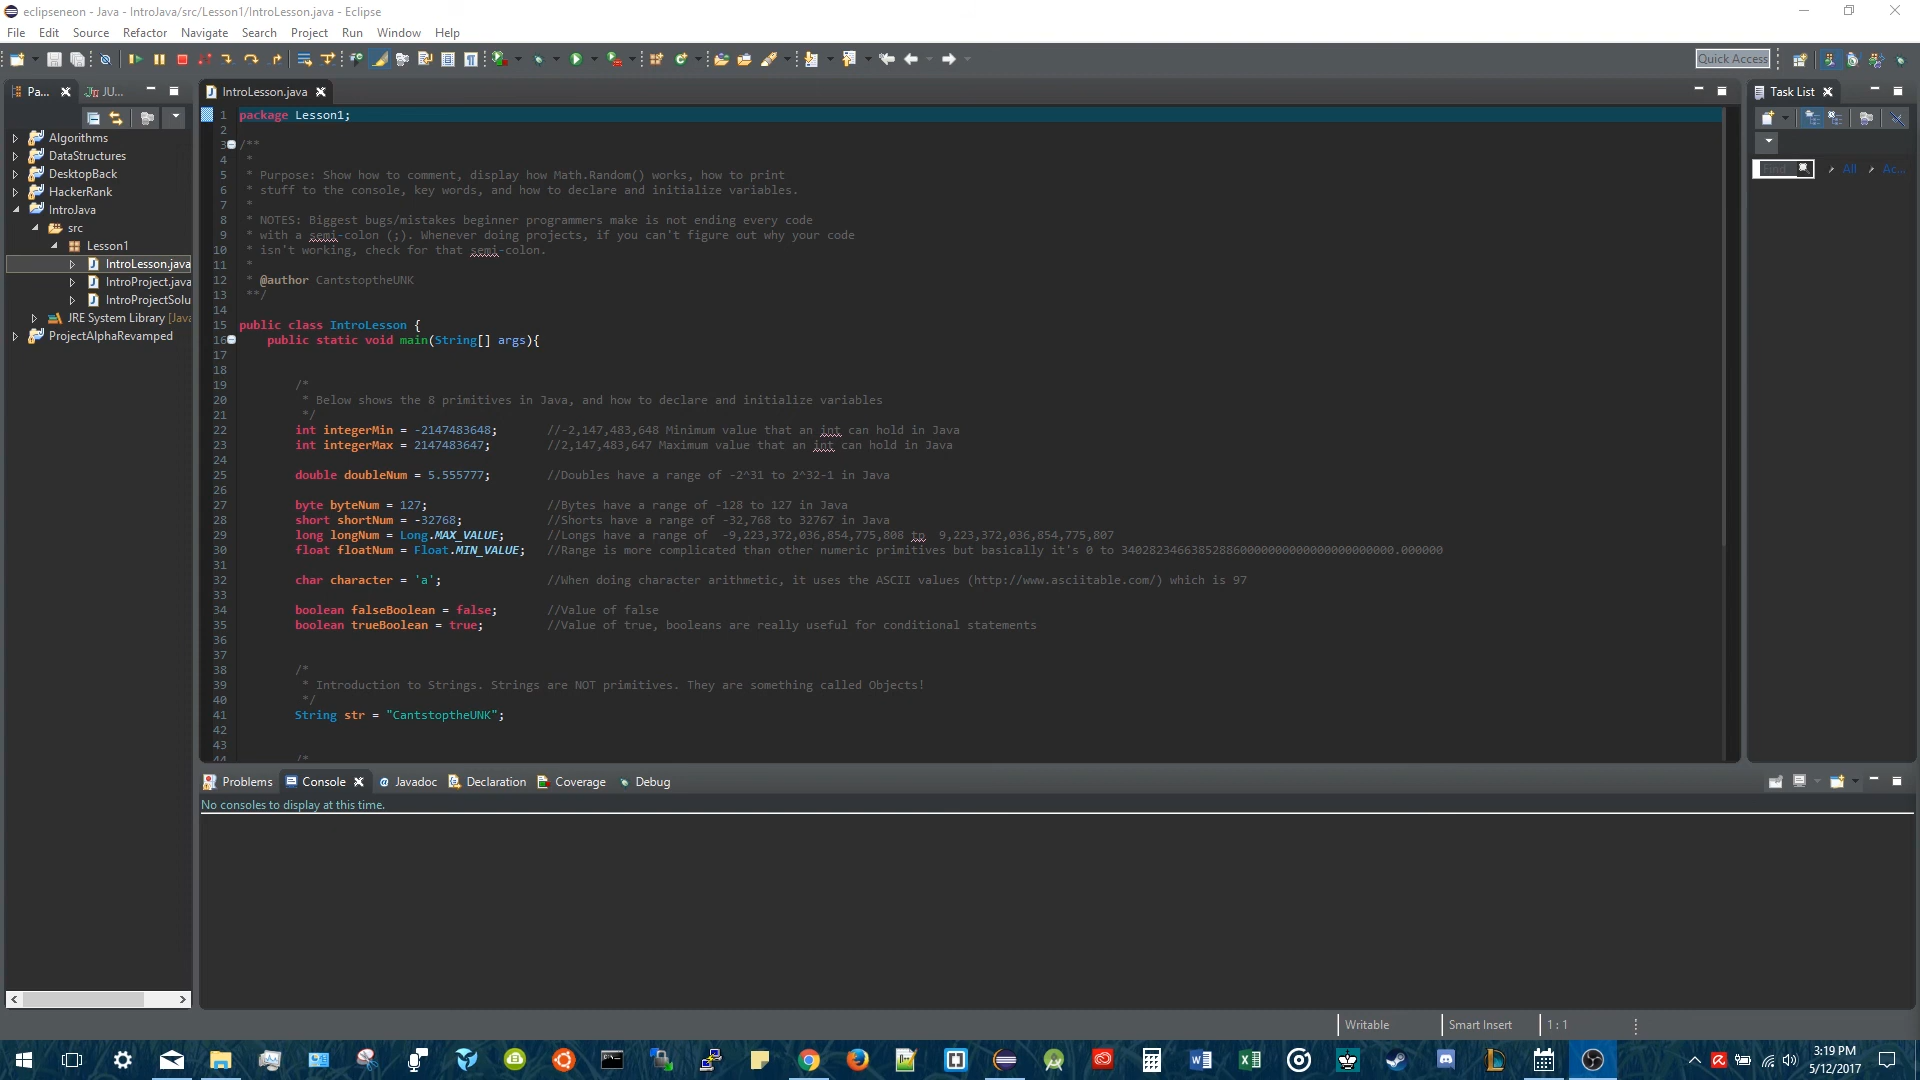 eclipseneon - Java - IntroJava/src/Lesson1/IntroLesson.java - Eclipse
File Edit Source Refactor Navigate Search Project Run Window Help
Quick Access
Pa... JU...
IntroLesson.java
Task List
Algorithms
DataStructures
DesktopBack
HackerRank
IntroJava
src
Lesson1
IntroLesson.java
IntroProject.java
IntroProjectSolu
JRE System Library [Java
ProjectAlphaRevamped
Find All Ac...
1 package Lesson1;
2
3 /**
4 *
5 * Purpose: Show how to comment, display how Math.Random() works, how to print
6 * stuff to the console, key words, and how to declare and initialize variables.
7 *
8 * NOTES: Biggest bugs/mistakes beginner programmers make is not ending every code
9 * with a semi-colon (;). Whenever doing projects, if you can't figure out why your code
10 * isn't working, check for that semi-colon.
11 *
12 * @author CantstoptheUNK
13 **/
14
15 public class IntroLesson {
16 public static void main(String[] args){
17
18
19 /*
20 * Below shows the 8 primitives in Java, and how to declare and initialize variables
21 */
22 int integerMin = -2147483648; //-2,147,483,648 Minimum value that an int can hold in Java
23 int integerMax = 2147483647; //2,147,483,647 Maximum value that an int can hold in Java
24
25 double doubleNum = 5.555777; //Doubles have a range of -2^31 to 2^32-1 in Java
26
27 byte byteNum = 127; //Bytes have a range of -128 to 127 in Java
28 short shortNum = -32768; //Shorts have a range of -32,768 to 32767 in Java
29 long longNum = Long.MAX_VALUE; //Longs have a range of -9,223,372,036,854,775,808 to 9,223,372,036,854,775,807
30 float floatNum = Float.MIN_VALUE; //Range is more complicated than other numeric primitives but basically it's 0 to
31
32 char character = 'a'; //When doing character arithmetic, it uses the ASCII values (http://www.asciitable.com/) which is 97
33
34 boolean falseBoolean = false; //Value of false
35 boolean trueBoolean = true; //Value of true, booleans are really useful for conditional statements
36
37
38 /*
39 * Introduction to Strings. Strings are NOT primitives. They are something called Objects!
40 */
41 String str = "CantstoptheUNK";
42
43
44 /*
Problems Console Javadoc Declaration Coverage Debug
No consoles to display at this time.
Writable Smart Insert 1 : 1
3:19 PM
5/12/2017